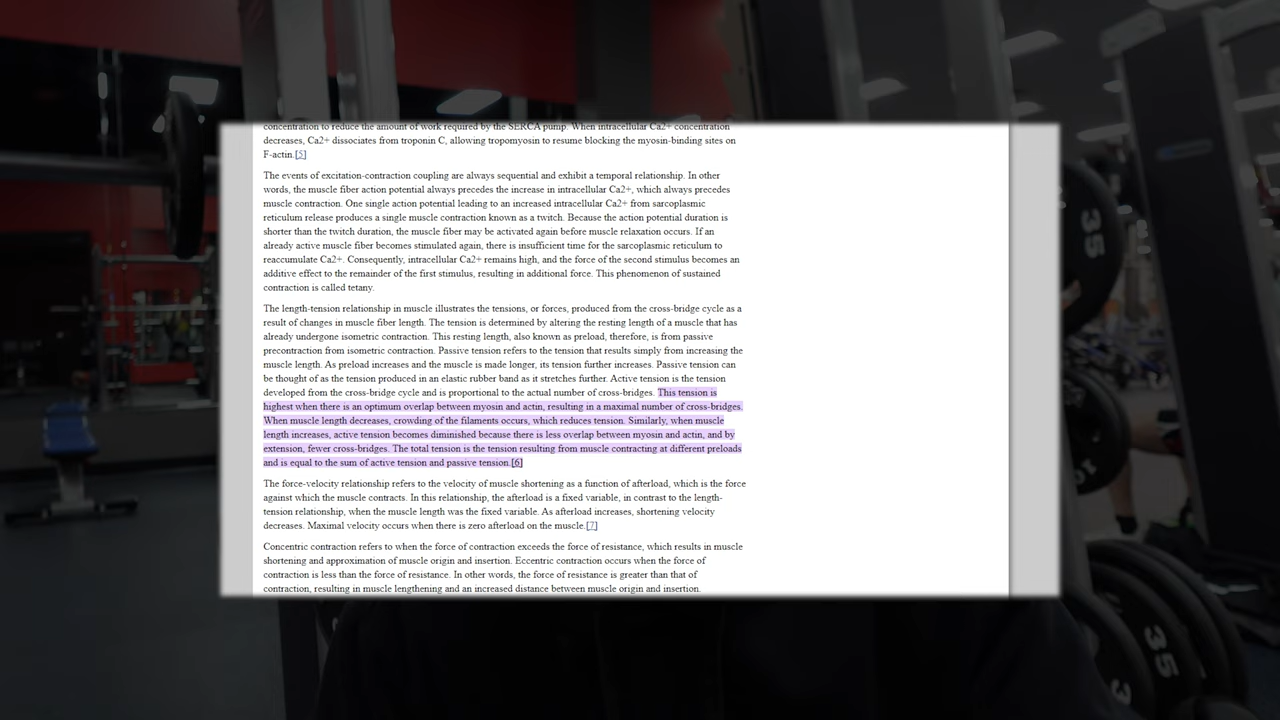 concentration to reduce the amount of work required by the SERCA pump. When intracellular Ca2+ concentration
decreases, Ca2+ dissociates from troponin C, allowing tropomyosin to resume blocking the myosin-binding sites on
F-actin.[5]
The events of excitation-contraction coupling are always sequential and exhibit a temporal relationship. In other
words, the muscle fiber action potential always precedes the increase in intracellular Ca2+, which always precedes
muscle contraction. One single action potential leading to an increased intracellular Ca2+ from sarcoplasmic
reticulum release produces a single muscle contraction known as a twitch. Because the action potential duration is
shorter than the twitch duration, the muscle fiber may be activated again before muscle relaxation occurs. If an
already active muscle fiber becomes stimulated again, there is insufficient time for the sarcoplasmic reticulum to
reaccumulate Ca2+. Consequently, intracellular Ca2+ remains high, and the force of the second stimulus becomes an
additive effect to the remainder of the first stimulus, resulting in additional force. This phenomenon of sustained
contraction is called tetany.
The length-tension relationship in muscle illustrates the tensions, or forces, produced from the cross-bridge cycle as a
result of changes in muscle fiber length. The tension is determined by altering the resting length of a muscle that has
already undergone isometric contraction. This resting length, also known as preload, therefore, is from passive
precontraction from isometric contraction. Passive tension refers to the tension that results simply from increasing the
muscle length. As preload increases and the muscle is made longer, its tension further increases. Passive tension can
be thought of as the tension produced in an elastic rubber band as it stretches further. Active tension is the tension
developed from the cross-bridge cycle and is proportional to the actual number of cross-bridges. This tension is
highest when there is an optimum overlap between myosin and actin, resulting in a maximal number of cross-bridges.
When muscle length decreases, crowding of the filaments occurs, which reduces tension. Similarly, when muscle
length increases, active tension becomes diminished because there is less overlap between myosin and actin, and by
extension, fewer cross-bridges. The total tension is the tension resulting from muscle contracting at different preloads
and is equal to the sum of active tension and passive tension.[6]
The force-velocity relationship refers to the velocity of muscle shortening as a function of afterload, which is the force
against which the muscle contracts. In this relationship, the afterload is a fixed variable, in contrast to the length-
tension relationship, when the muscle length was the fixed variable. As afterload increases, shortening velocity
decreases. Maximal velocity occurs when there is zero afterload on the muscle.[7]
Concentric contraction refers to when the force of contraction exceeds the force of resistance, which results in muscle
shortening and approximation of muscle origin and insertion. Eccentric contraction occurs when the force of
contraction is less than the force of resistance. In other words, the force of resistance is greater than that of
contraction, resulting in muscle lengthening and an increased distance between muscle origin and insertion.
35
35